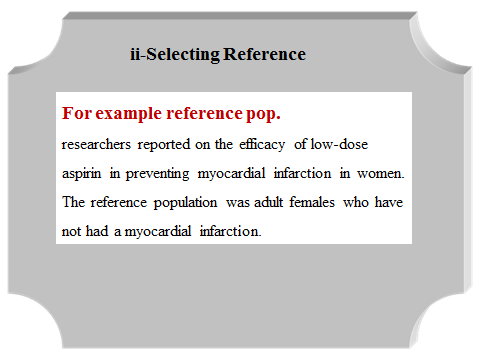 ii-Selecting Reference
For example reference pop.
researchers reported on the efficacy of low-dose
aspirin in preventing myocardial infarction in women.
The reference population was adult females who have
not had a myocardial infarction.